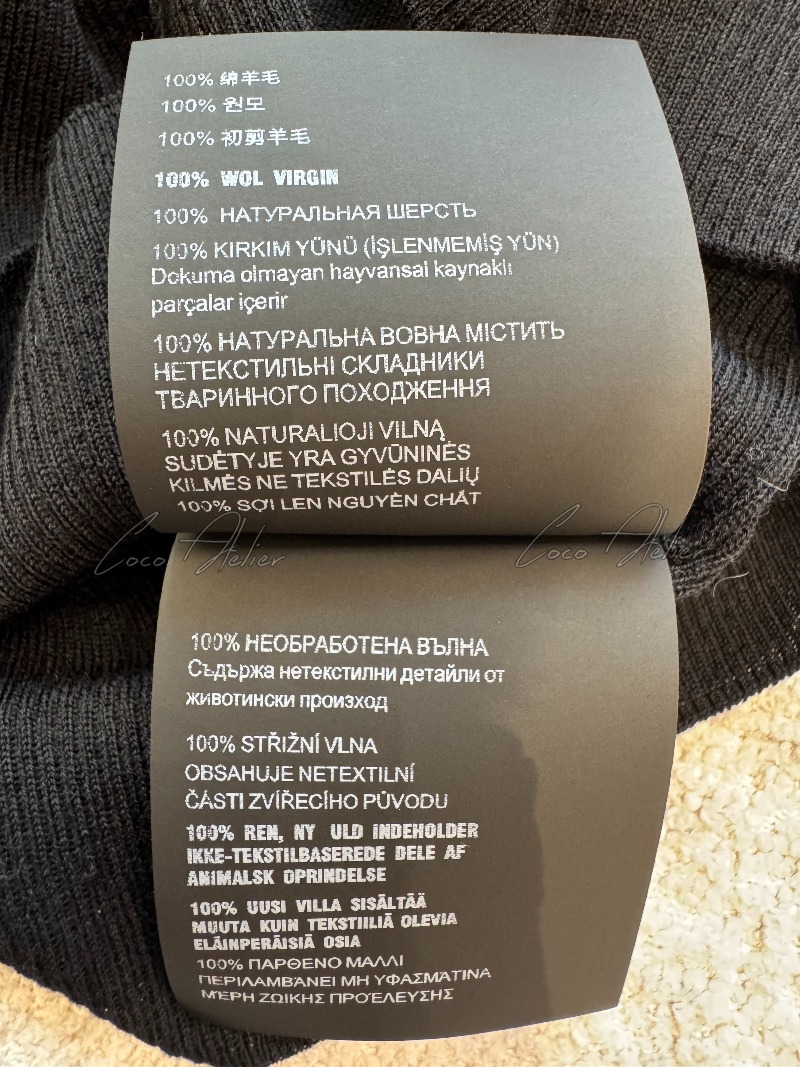 100% 绵羊毛
100% 원모
100% 初剪羊毛
100% WOL VIRGIN
100% НАТУРАЛЬНАЯ ШЕРСТЬ
100% KIRKIM YÜNÜ (İŞLENMEMİŞ YÜN)
Dokuma olmayan hayvansal kaynaklı
parçalar içerir
100% НАТУРАЛЬНА ВОВНА МІСТИТЬ
НЕТЕКСТИЛЬНІ СКЛАДНИКИ
ТВАРИННОГО ПОХОДЖЕННЯ
100% NATURALIOJI VILNĄ
SUDĖTYJE YRA GYVŪNINĖS
KILMĖS NE TEKSTILĖS DALIŲ
100% SỢI LEN NGUYÊN CHẤT
Coco Atelier
Coco Atelier
100% НЕОБРАБОТЕНА ВЪЛНА
Съдържа нетекстилни детайли от
животински произход
100% STŘIŽNÍ VLNA
OBSAHUJE NETEXTILNÍ
ČÁSTI ZVÍŘECÍHO PŮVODU
100% REN, NY ULD INDEHOLDER
IKKE-TEKSTILBASEREDE DELE AF
ANIMALSK OPRINDELSE
100% UUSI VILLA SISÄLTÄÄ
MUUTA KUIN TEKSTIILIÄ OLEVIA
ELÄINPERÄISIÄ OSIA
100% ΠΑΡΘΕΝΟ ΜΑΛΛΙ
ΠΕΡΙΛΑΜΒΑΝΕΙ ΜΗ ΥΦΑΣΜΑΤΙΝΑ
ΜΈΡΗ ΖΩΙΚΗΣ ΠΡΟΈΛΕΥΣΗΣ